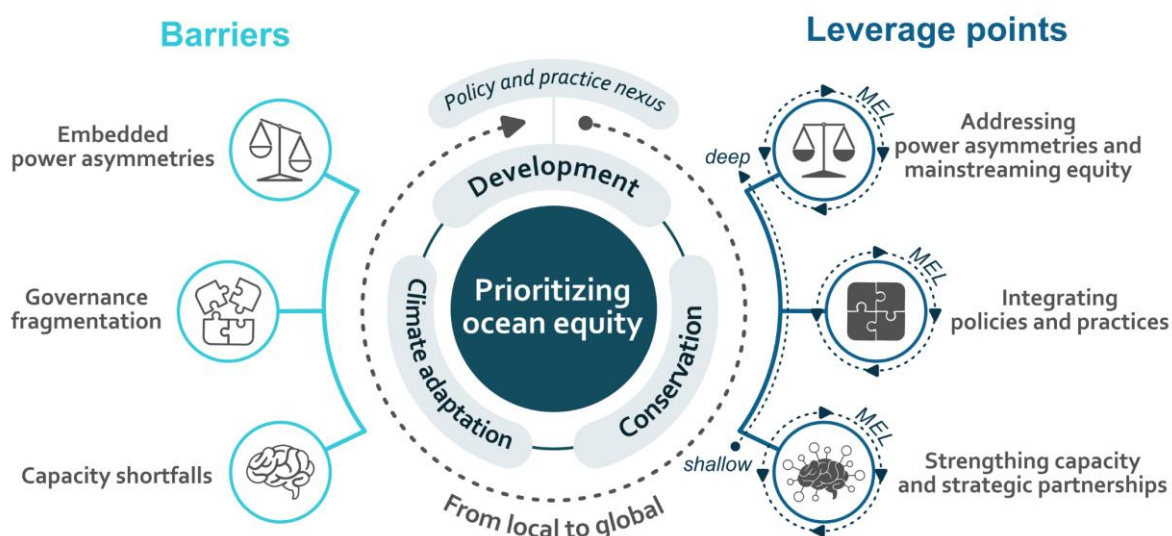 Barriers
Embedded
power asymmetries
Governance
fragmentation
Capacity shortfalls
Policy and practice nexus
Development
Climate adaptation
Conservation
Prioritizing
ocean equity
From local to global
Leverage points
deep
shallow
MEL
Addressing
power asymmetries and
mainstreaming equity
MEL
Integrating
policies and practices
MEL
Strengthing capacity
and strategic partnerships